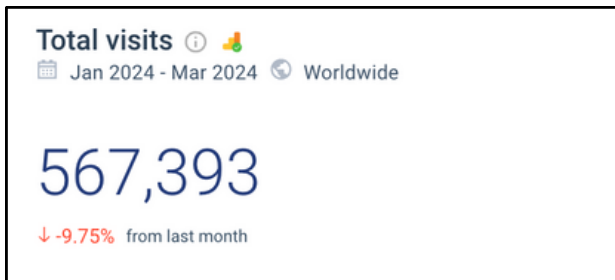 Total visits
Jan 2024 - Mar 2024 Worldwide
567,393
↓ -9.75% from last month